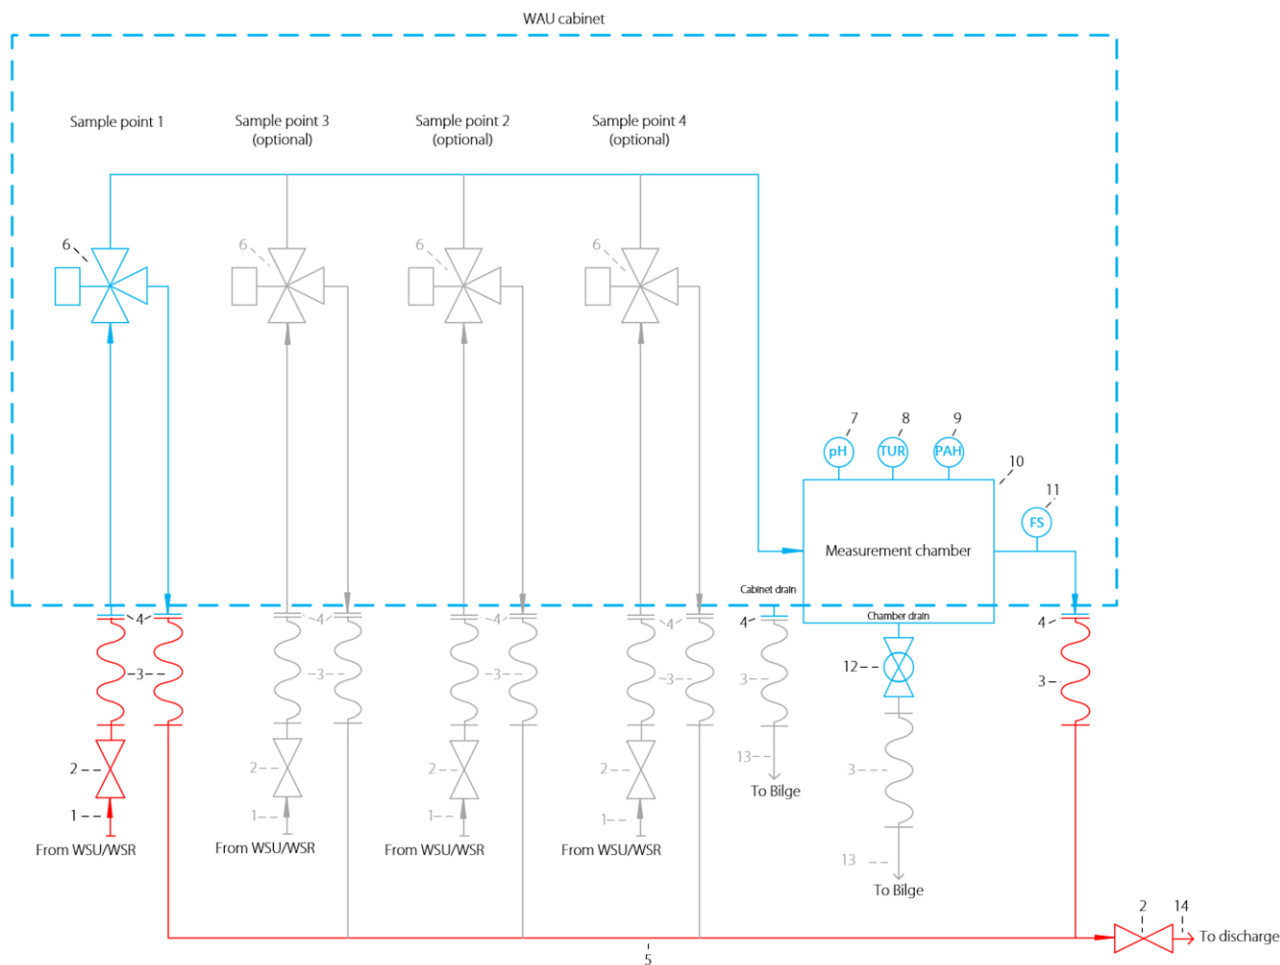 WAU cabinet
Sample point 1
Sample point 3
(optional)
Sample point 2
(optional)
Sample point 4
(optional)
6
6
6
6
7
8
9
pH
TUR
PAH
10
11
FS
Measurement chamber
Cabinet drain
Chamber drain
4
4
4
4
4
4
3
3
3
3
3
12
3
2
2
2
2
13
To Bilge
3
1
1
1
1
From WSU/WSR
From WSU/WSR
From WSU/WSR
From WSU/WSR
13
To Bilge
2
14
To discharge
5